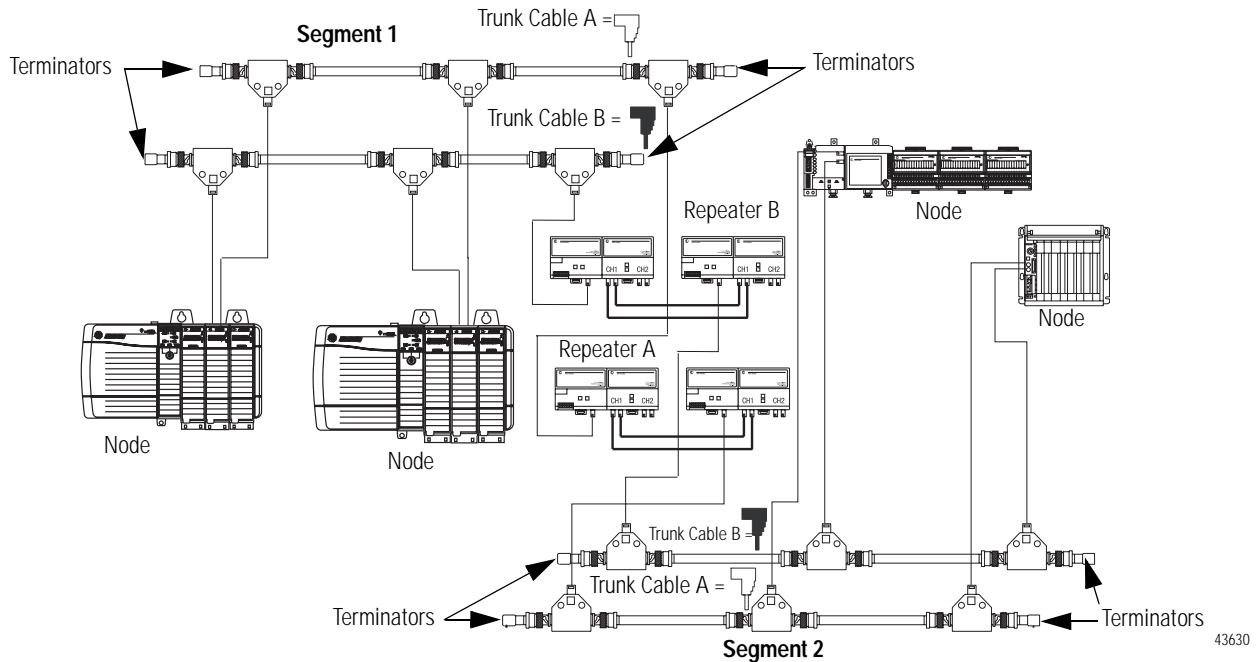 Trunk Cable A =
Segment 1
Terminators
Terminators
Trunk Cable B =
Repeater B
Node
CH1 CH2
CH1 CH2
Node
Repeater A
CH1 CH2
CH1 CH2
Node
Node
Trunk Cable B =
Trunk Cable A =
Terminators
Terminators
Segment 2
43630